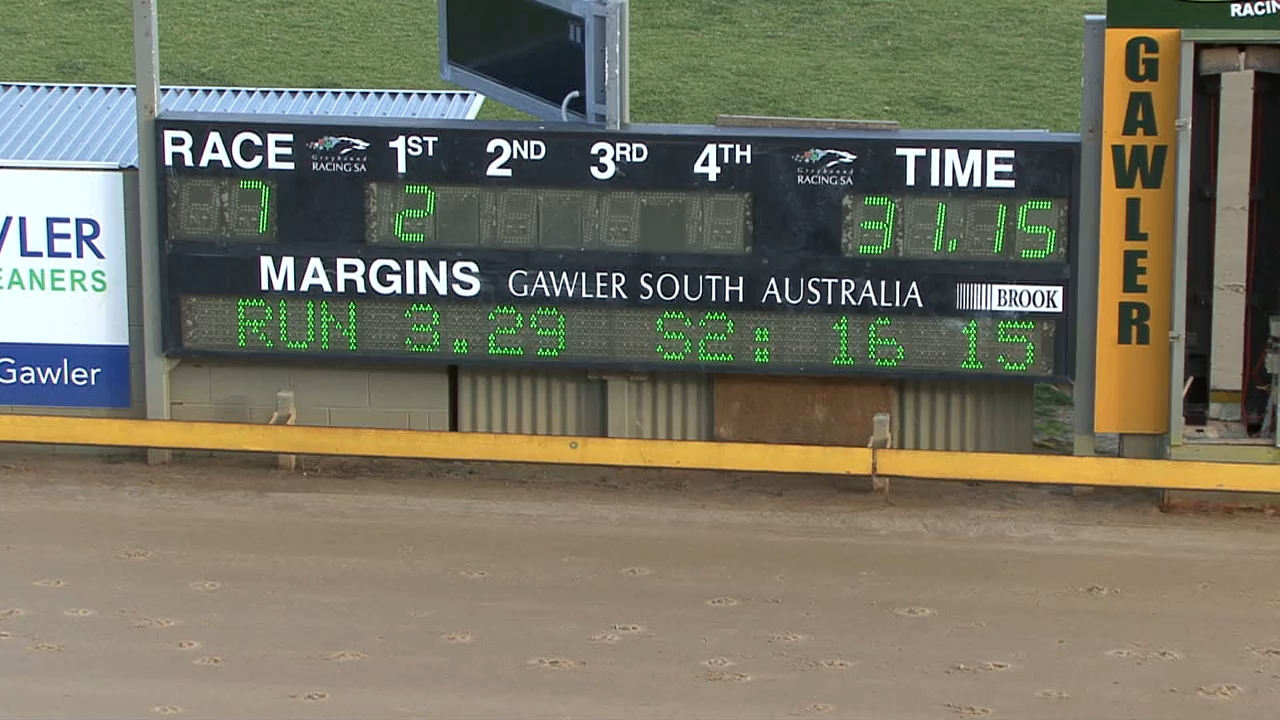 RACIN
RACE Greyhound RACING SA 1ST 2ND 3RD 4TH Greyhound RACING SA TIME
7 2 31.15
MARGINS GAWLER SOUTH AUSTRALIA BROOK
RUN 3.29 S2: 16 15
GAWLER
VLER
EANERS
Gawler